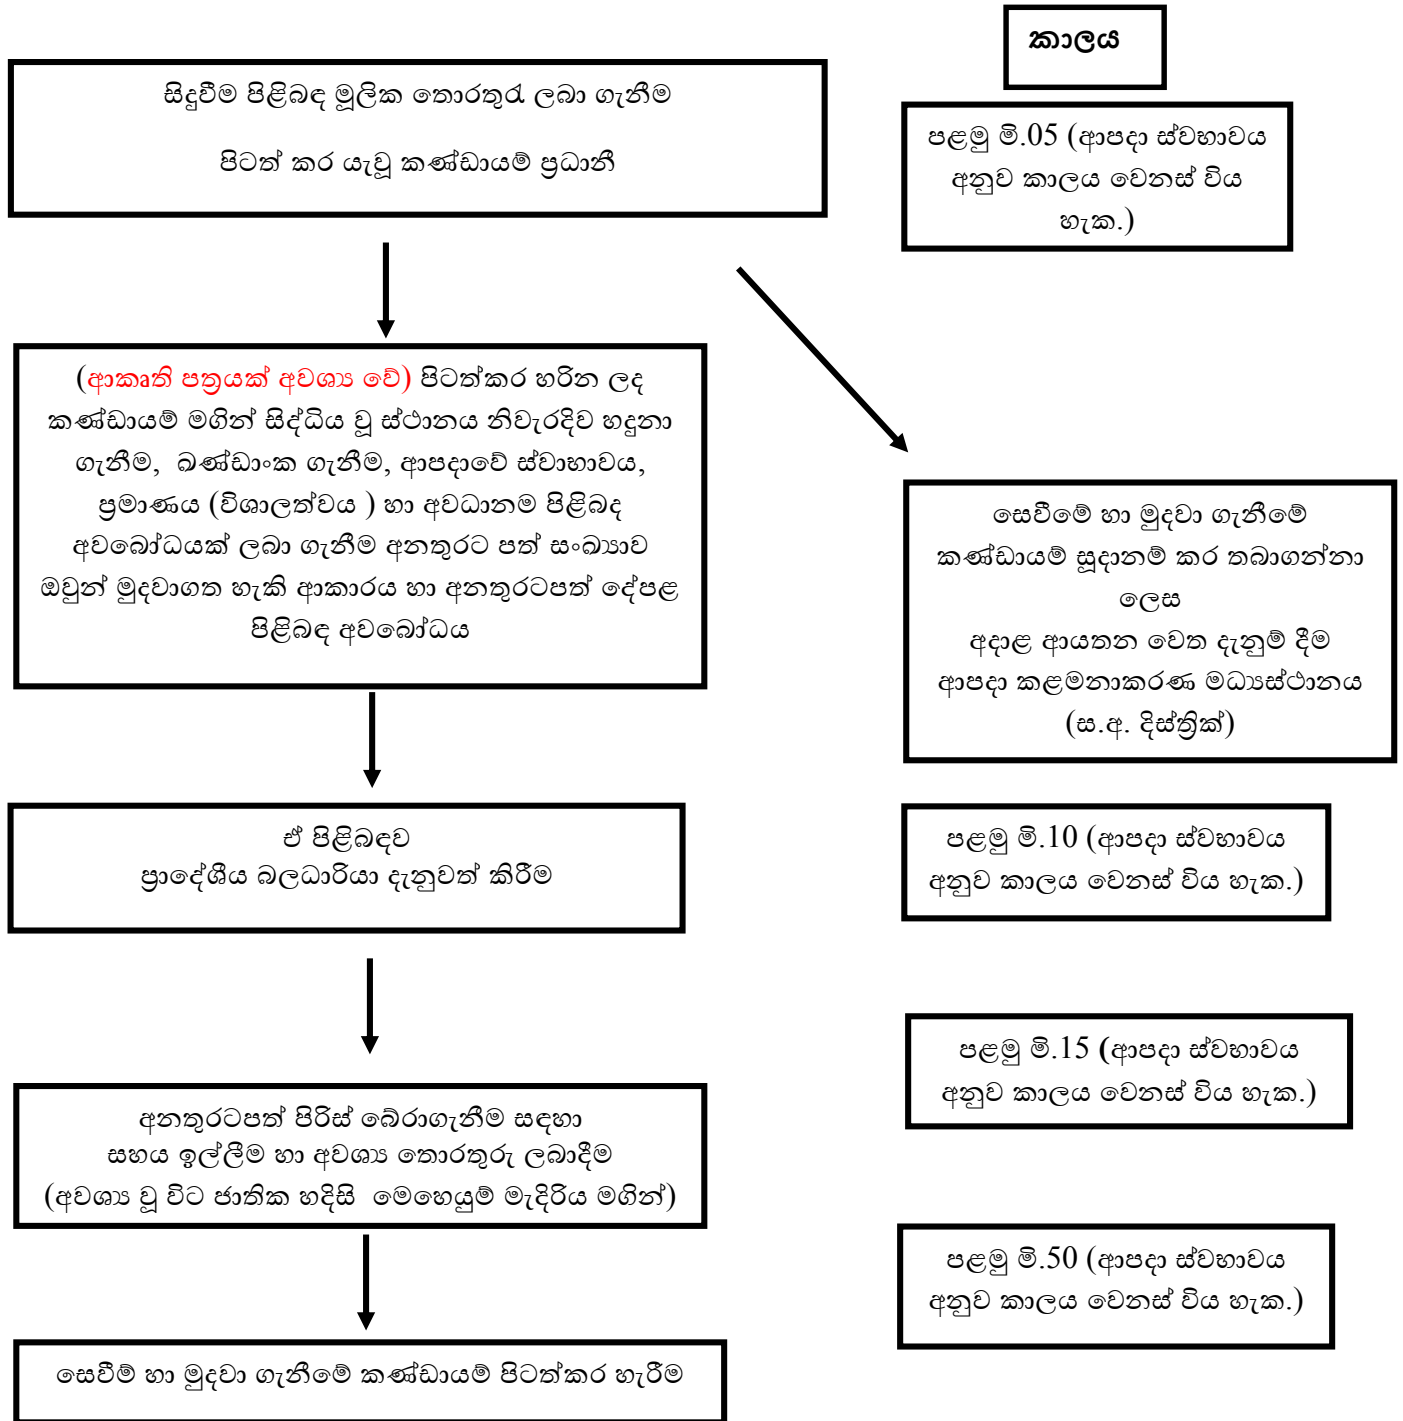 කාලය
සිදුවීම පිළිබඳ මූලික තොරතුරැ ලබා ගැනීම
පිටත් කර යැවූ කණ්ඩායම් ප්‍රධානී
පළමු මි.05 (ආපදා ස්වභාවය
අනුව කාලය වෙනස් විය
හැක.)
(ආකෘති පත්‍රයක් අවශ්‍ය වේ) පිටත්කර හරින ලද
කණ්ඩායම් මගින් සිද්ධිය වූ ස්ථානය නිවැරදිව හදුනා
ගැනීම, ඛණ්ඩාංක ගැනීම, ආපදාවේ ස්වාභාවය,
ප්‍රමාණය (විශාලත්වය ) හා අවධානම පිළිබද
අවබෝධයක් ලබා ගැනීම අනතුරට පත් සංඛ්‍යාව
ඔවුන් මුදවාගත හැකි ආකාරය හා අනතුරටපත් දේපළ
පිළිබඳ අවබෝධය
සෙවීමේ හා මුදවා ගැනීමේ
කණ්ඩායම් සූදානම් කර තබාගන්නා
ලෙස
අදාළ ආයතන වෙත දැනුම් දීම
ආපදා කළමනාකරණ මධ්‍යස්ථානය
(ස.අ. දිස්ත්‍රික්)
ඒ පිළිබඳව
ප්‍රාදේශීය බලධාරියා දැනුවත් කිරීම
පළමු මි.10 (ආපදා ස්වභාවය
අනුව කාලය වෙනස් විය හැක.)
පළමු මි.15 (ආපදා ස්වභාවය
අනුව කාලය වෙනස් විය හැක.)
අනතුරටපත් පිරිස් බේරාගැනීම සඳහා
සහය ඉල්ලීම හා අවශ්‍ය තොරතුරු ලබාදීම
(අවශ්‍ය වූ විට ජාතික හදිසි මෙහෙයුම් මැදිරිය මගින්)
පළමු මි.50 (ආපදා ස්වභාවය
අනුව කාලය වෙනස් විය හැක.)
සෙවීම් හා මුදවා ගැනීමේ කණ්ඩායම් පිටත්කර හැරීම